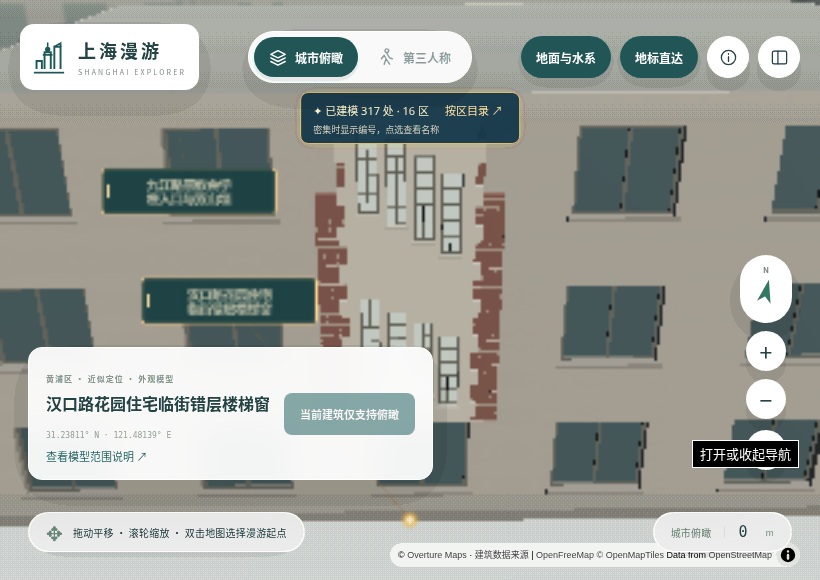 上海漫游
SHANGHAI EXPLORER
城市俯瞰
第三人称
地面与水系
地标直达
✦ 已建模 317 处 · 16 区 按区目录 ↗
密集时显示编号，点选查看名称
N
+
−
黄浦区 · 近似定位 · 外观模型
汉口路花园住宅临街错层楼梯窗
31.23811° N · 121.48139° E
查看模型范围说明 ↗
当前建筑仅支持俯瞰
打开或收起导航
拖动平移 · 滚轮缩放 · 双击地图选择漫游起点
城市俯瞰 0 m
© Overture Maps · 建筑数据来源 | OpenFreeMap © OpenMapTiles Data from OpenStreetMap